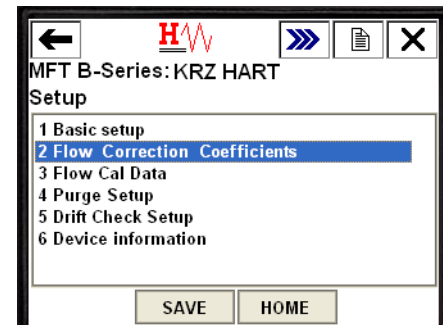 H
MFT B-Series: KRZ HART
Setup
1 Basic setup
2 Flow Correction Coefficients
3 Flow Cal Data
4 Purge Setup
5 Drift Check Setup
6 Device information
SAVE HOME